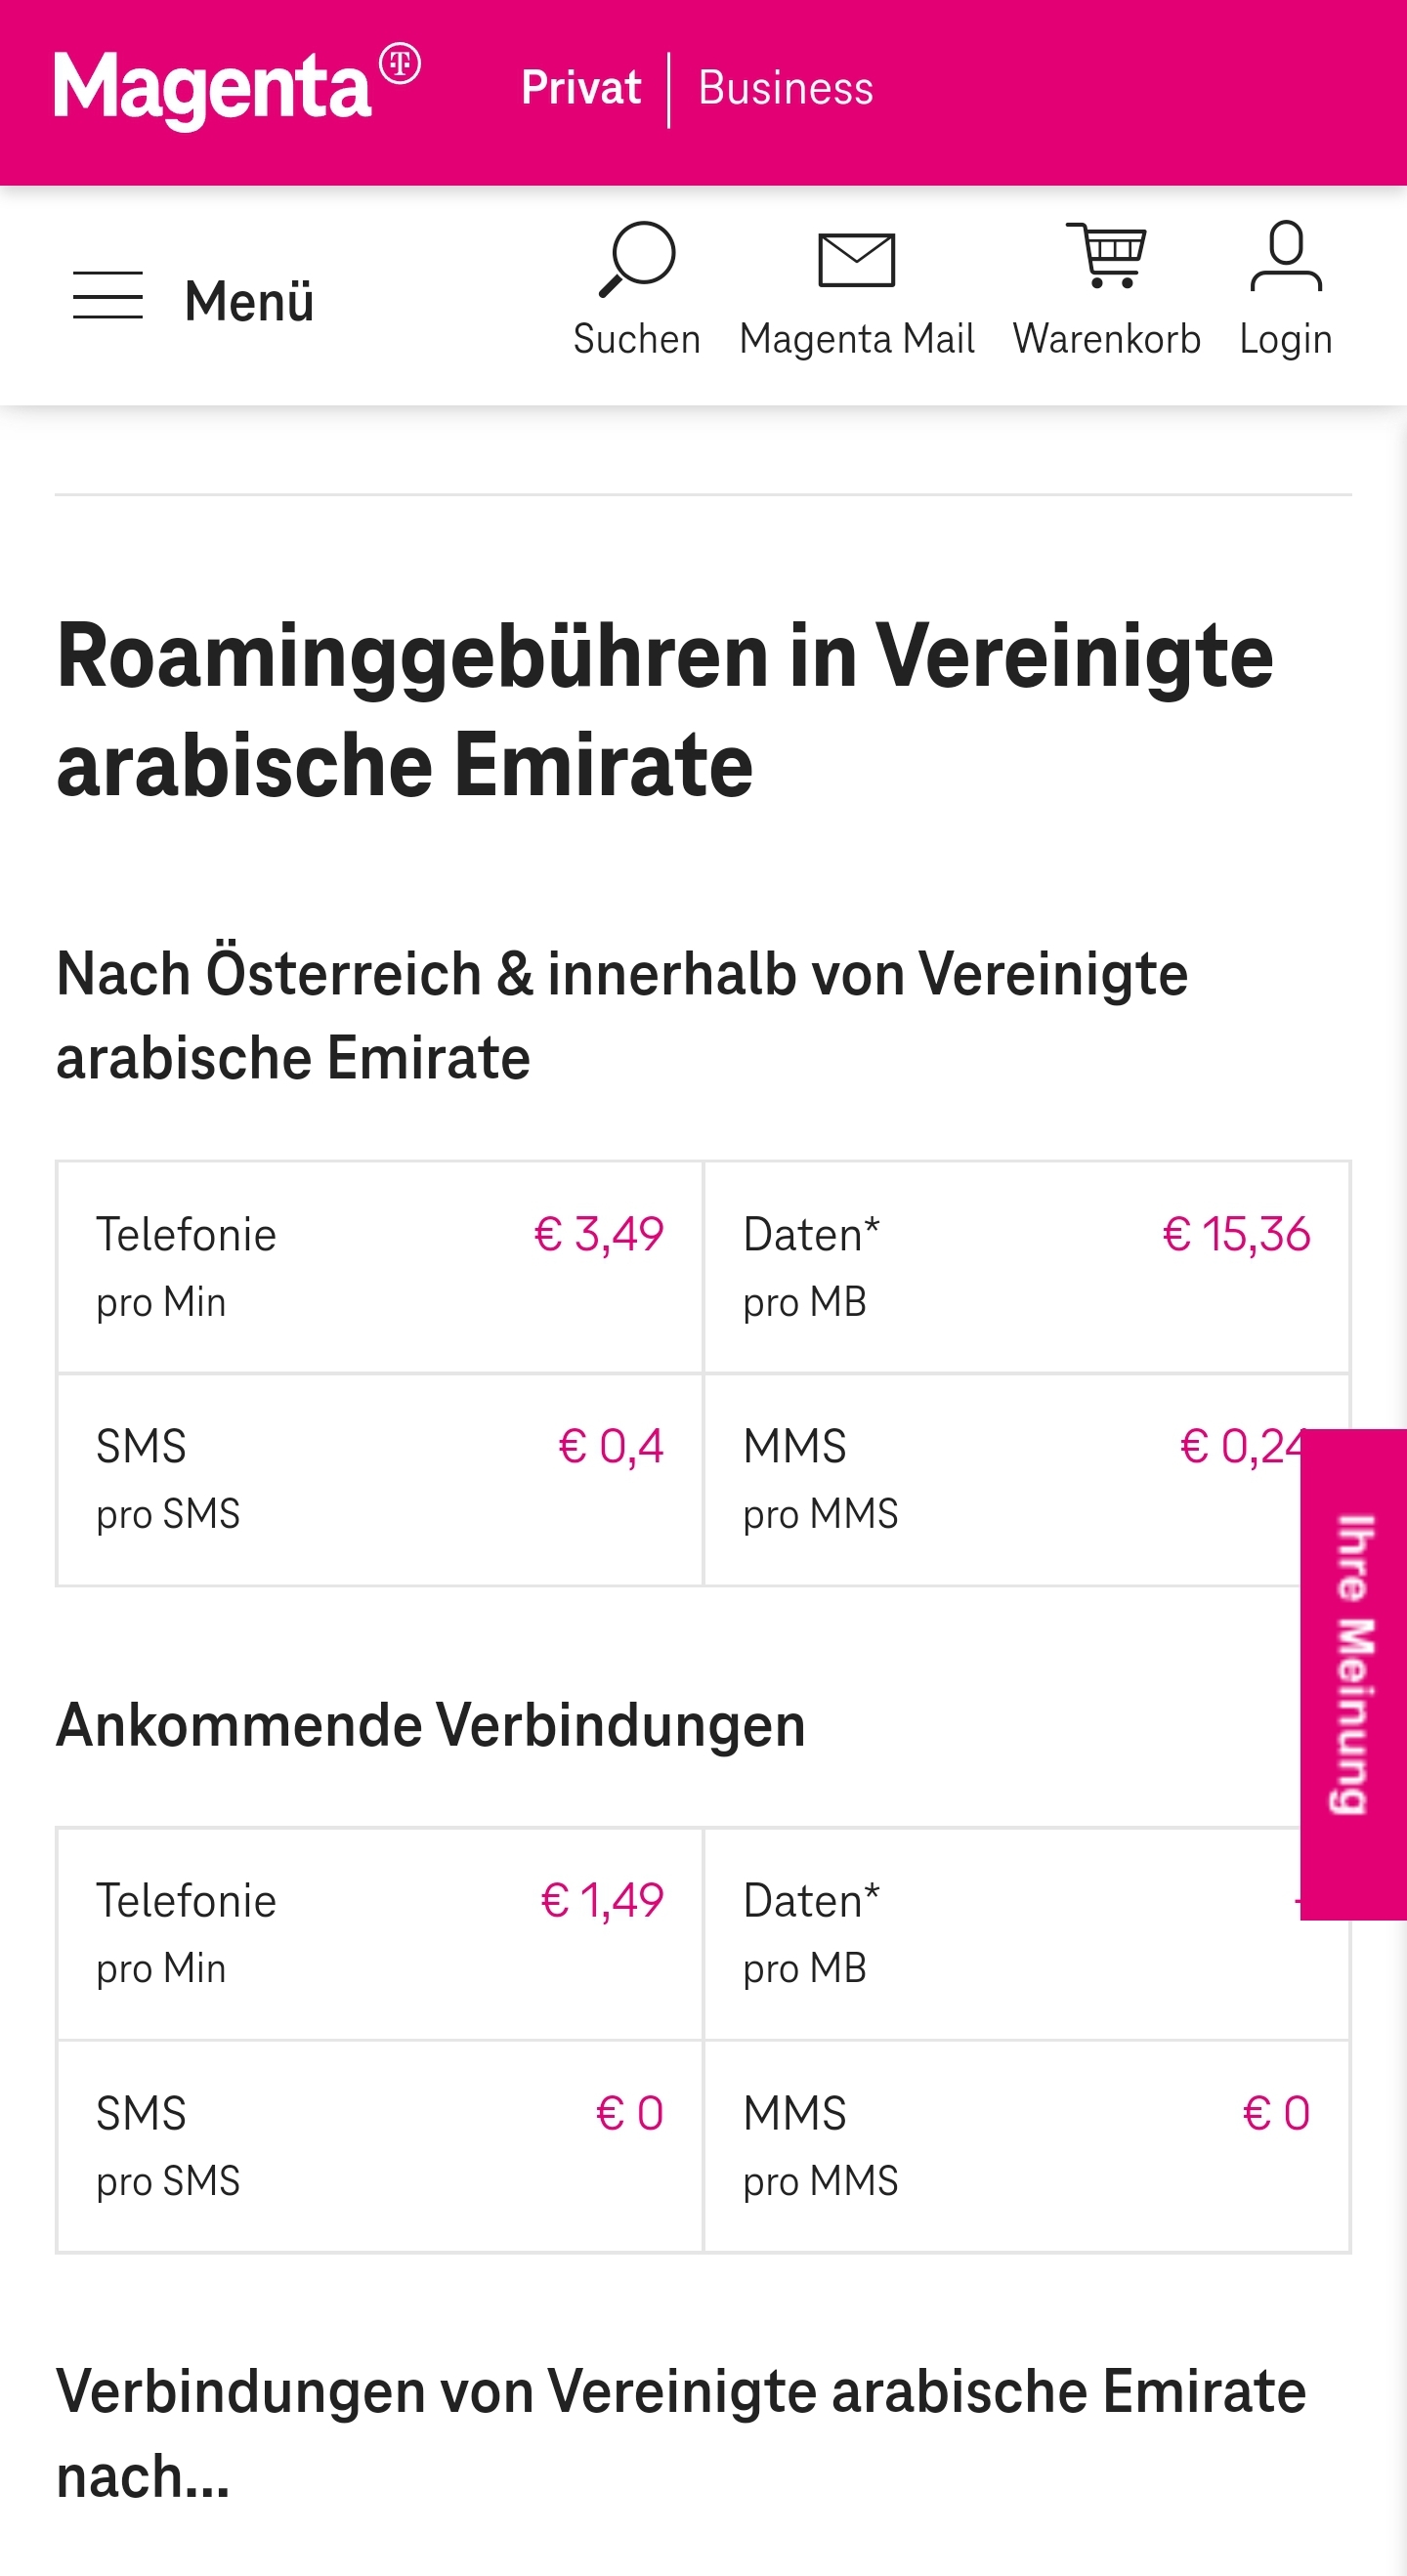 Magenta T
Privat | Business
Menü
Suchen Magenta Mail Warenkorb Login
Roaminggebühren in Vereinigte
arabische Emirate
Nach Österreich & innerhalb von Vereinigte
arabische Emirate
Telefonie € 3,49 Daten* € 15,36
pro Min pro MB
SMS € 0,4 MMS € 0,24
pro SMS pro MMS
Ihre Meinung
Ankommende Verbindungen
Telefonie € 1,49 Daten* -
pro Min pro MB
SMS € 0 MMS € 0
pro SMS pro MMS
Verbindungen von Vereinigte arabische Emirate
nach...